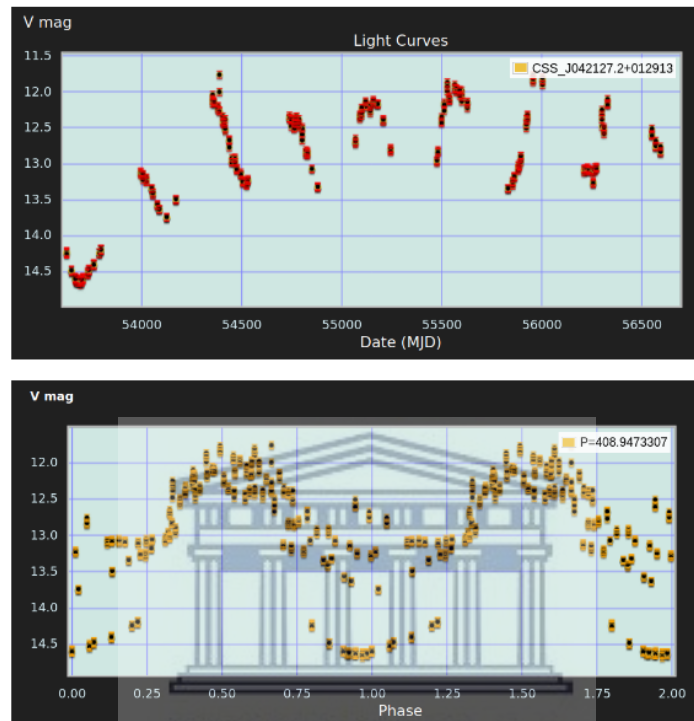 V mag
Light Curves
CSS_J042127.2+012913
11.5
12.0
12.5
13.0
13.5
14.0
14.5
54000 54500 55000 55500 56000 56500
Date (MJD)
V mag
P=408.9473307
12.0
12.5
13.0
13.5
14.0
14.5
0.00 0.25 0.50 0.75 1.00 1.25 1.50 1.75 2.00
Phase